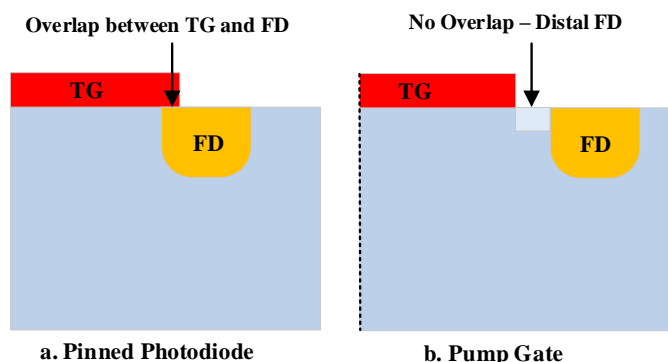 Overlap between TG and FD
No Overlap – Distal FD
TG
FD
TG
FD
a. Pinned Photodiode
b. Pump Gate